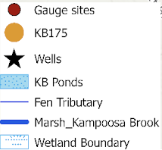 Gauge sites
KB175
Wells
KB Ponds
Fen Tributary
Marsh_Kampoosa Brook
Wetland Boundary